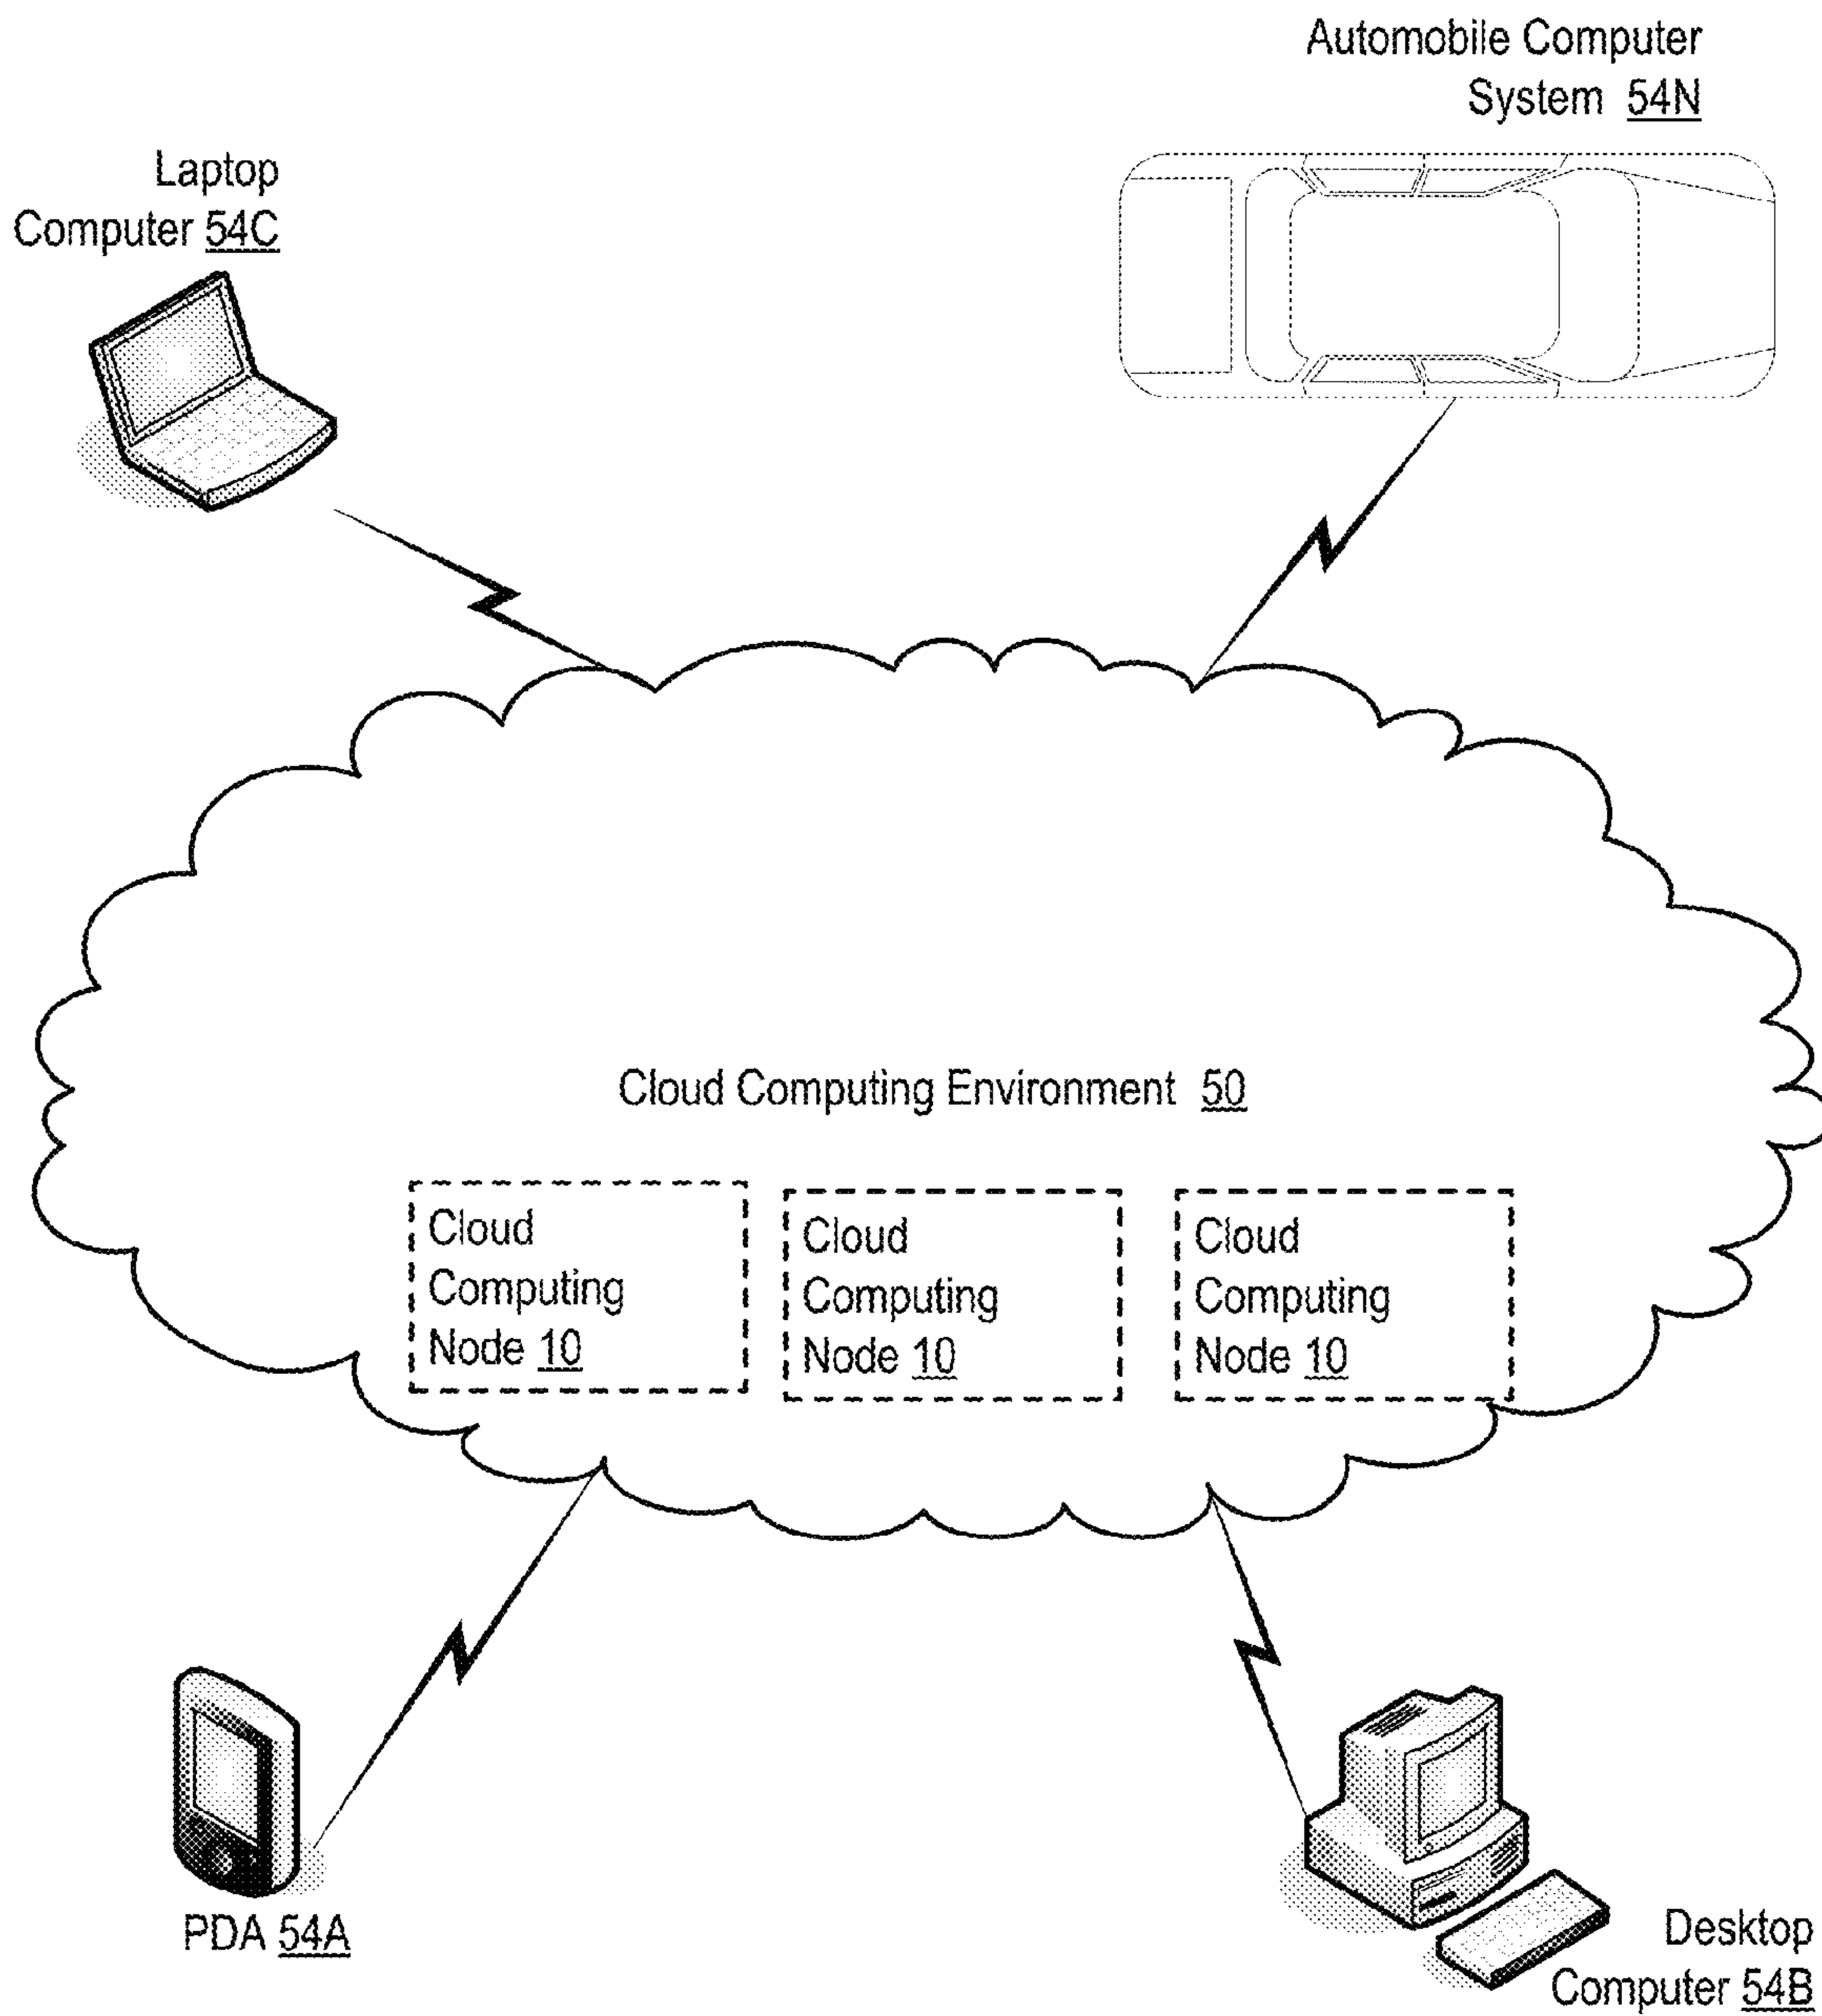 Automobile Computer
System 54N
Laptop
Computer 54C
Cloud Computing Environment 50
Cloud
Computing
Node 10
Cloud
Computing
Node 10
Cloud
Computing
Node 10
PDA 54A
Desktop
Computer 54B